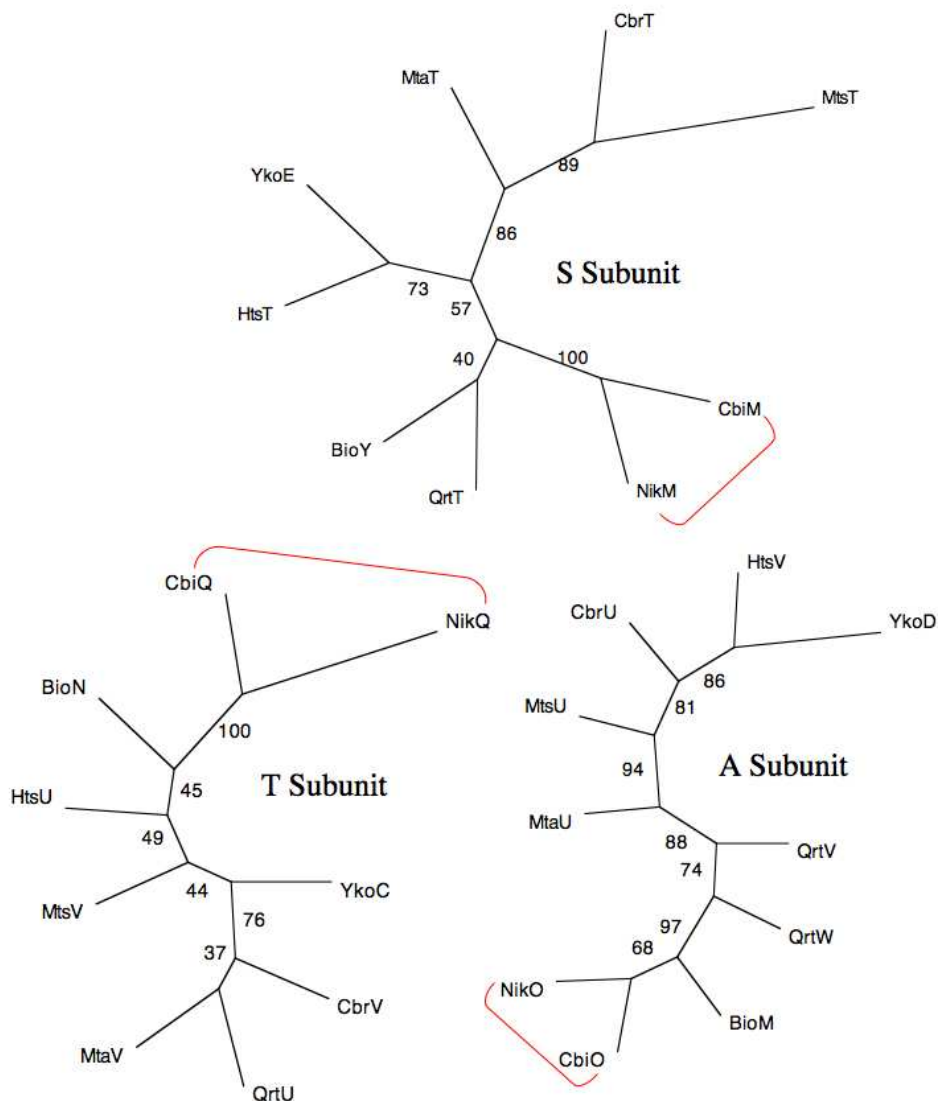 CbrT
MtaT
MtsT
89
YkoE
86
S Subunit
73
57
HtsT
40
100
CbiM
BioY
QrtT
NikM
HtsV
CbiQ
CbrU
NikQ
YkoD
BioN
86
81
MtsU
100
T Subunit
94
A Subunit
45
HtsU
49
MtaU
88
QrtV
74
44
YkoC
MtsV
76
QrtW
97
37
68
NikO
CbrV
BioM
MtaV
CbiO
QrtU